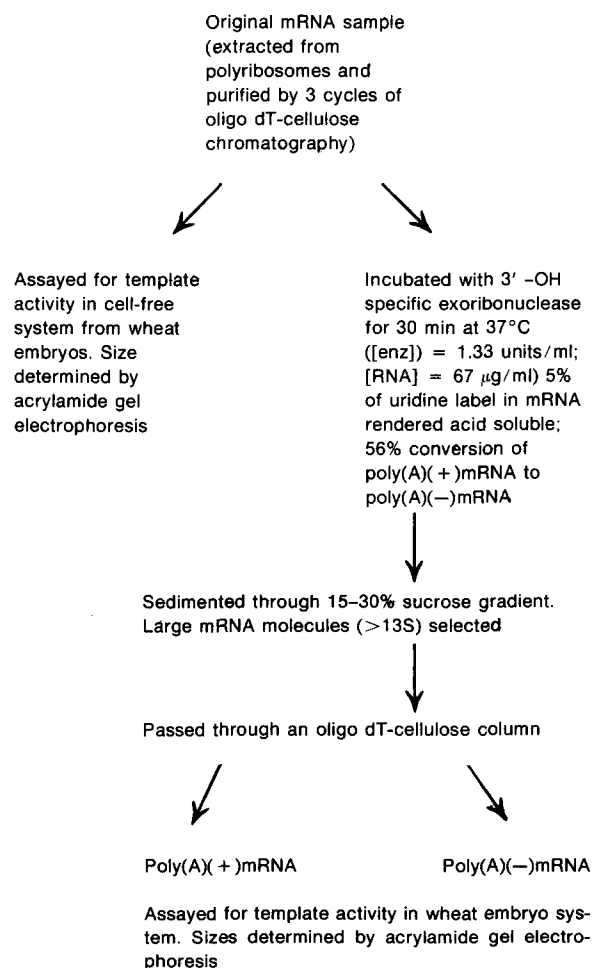 Original mRNA sample
(extracted from
polyribosomes and
purified by 3 cycles of
oligo dT-cellulose
chromatography)
Assayed for template
activity in cell-free
system from wheat
embryos. Size
determined by
acrylamide gel
electrophoresis
Incubated with 3′ –OH
specific exoribonuclease
for 30 min at 37°C
([enz]) = 1.33 units/ml;
[RNA] = 67 μg/ml) 5%
of uridine label in mRNA
rendered acid soluble;
56% conversion of
poly(A)(+)mRNA to
poly(A)(—)mRNA
Sedimented through 15–30% sucrose gradient.
Large mRNA molecules (>13S) selected
Passed through an oligo dT-cellulose column
Poly(A)(+)mRNA
Poly(A)(—)mRNA
Assayed for template activity in wheat embryo sys-
tem. Sizes determined by acrylamide gel electro-
phoresis